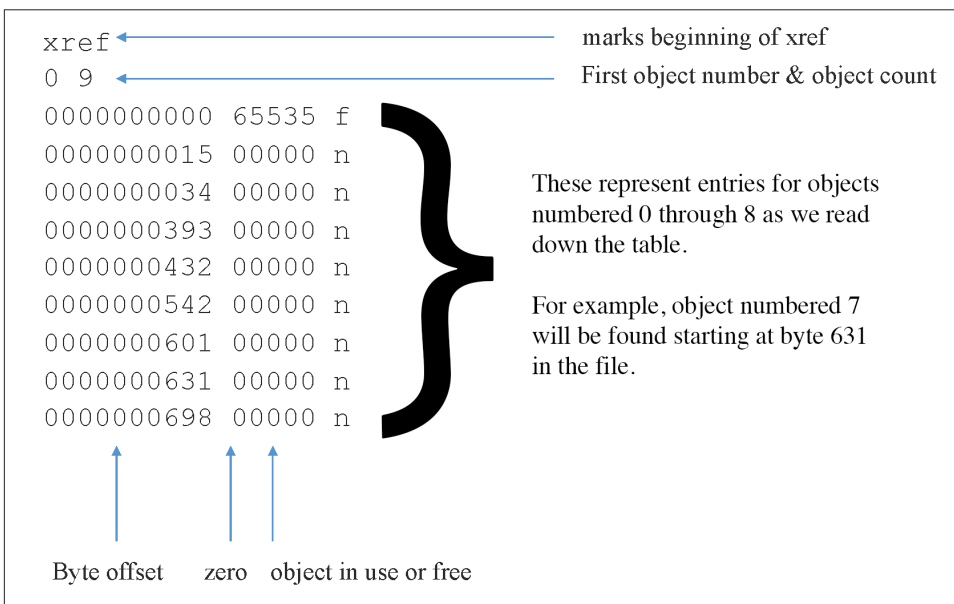 xref
marks beginning of xref
0 9
First object number & object count
0000000000 65535 f
0000000015 00000 n
0000000034 00000 n
0000000393 00000 n
0000000432 00000 n
0000000542 00000 n
0000000601 00000 n
0000000631 00000 n
0000000698 00000 n
}
These represent entries for objects
numbered 0 through 8 as we read
down the table.
For example, object numbered 7
will be found starting at byte 631
in the file.
Byte offset
zero
object in use or free